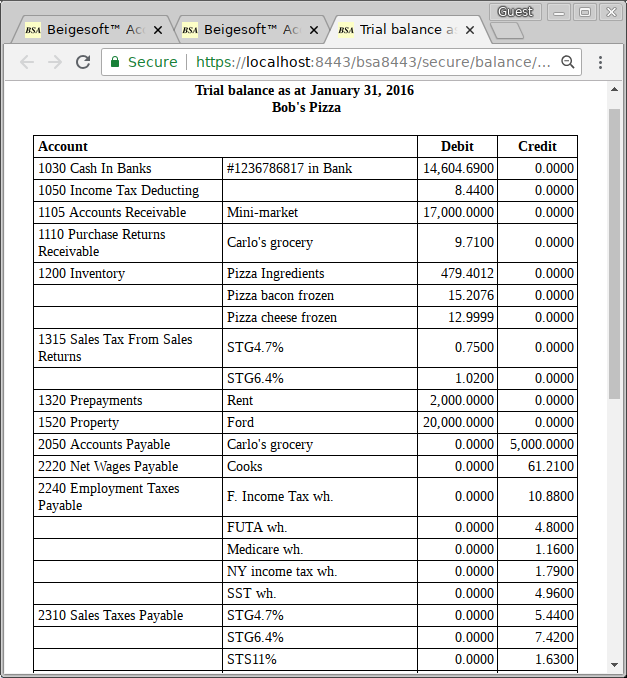 Guest
BSA Beigesoft™ Acc
BSA Beigesoft™ Acc
BSA Trial balance as
Secure https://localhost:8443/bsa8443/secure/balance/...
Trial balance as at January 31, 2016
Bob's Pizza
Account Debit Credit
1030 Cash In Banks #1236786817 in Bank 14,604.6900 0.0000
1050 Income Tax Deducting 8.4400 0.0000
1105 Accounts Receivable Mini-market 17,000.0000 0.0000
1110 Purchase Returns
Receivable Carlo's grocery 9.7100 0.0000
1200 Inventory Pizza Ingredients 479.4012 0.0000
Pizza bacon frozen 15.2076 0.0000
Pizza cheese frozen 12.9999 0.0000
1315 Sales Tax From Sales
Returns STG4.7% 0.7500 0.0000
STG6.4% 1.0200 0.0000
1320 Prepayments Rent 2,000.0000 0.0000
1520 Property Ford 20,000.0000 0.0000
2050 Accounts Payable Carlo's grocery 0.0000 5,000.0000
2220 Net Wages Payable Cooks 0.0000 61.2100
2240 Employment Taxes
Payable F. Income Tax wh. 0.0000 10.8800
FUTA wh. 0.0000 4.8000
Medicare wh. 0.0000 1.1600
NY income tax wh. 0.0000 1.7900
SST wh. 0.0000 4.9600
2310 Sales Taxes Payable STG4.7% 0.0000 5.4400
STG6.4% 0.0000 7.4200
STS11% 0.0000 1.6300